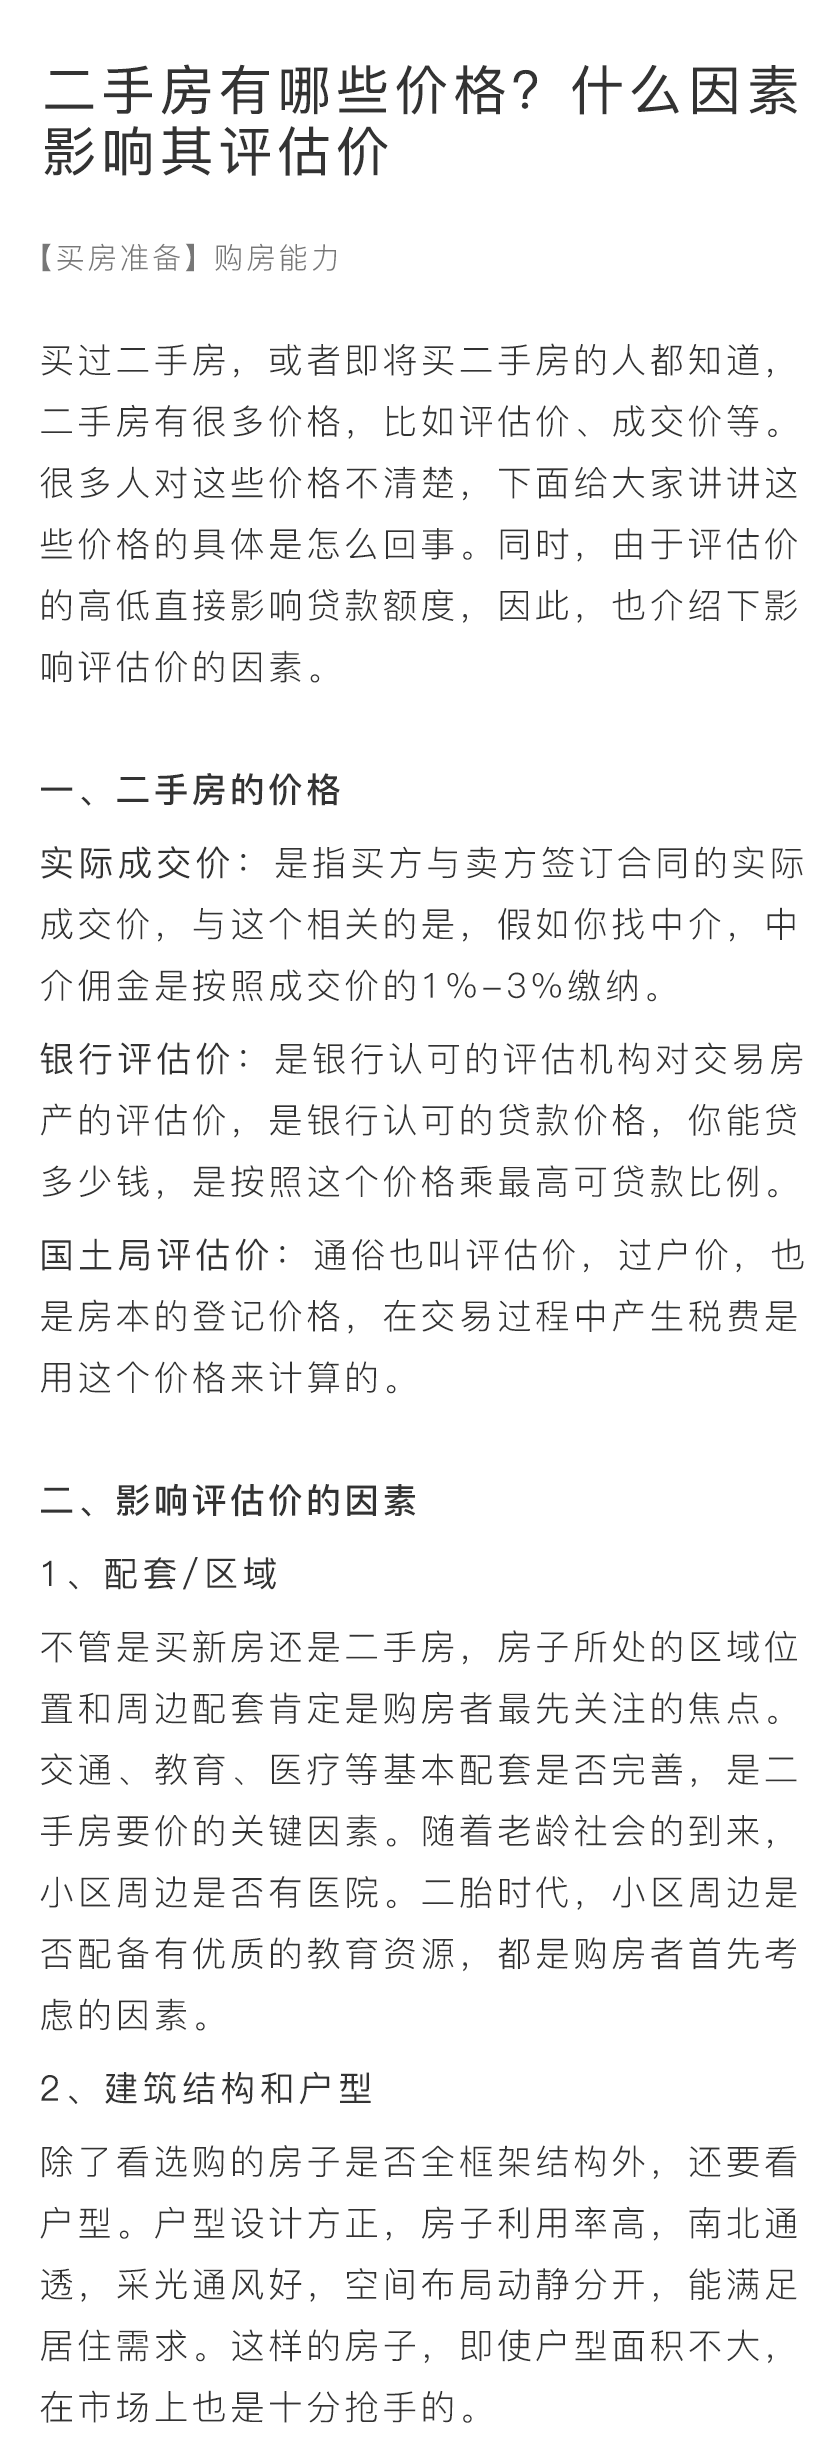 二手房有哪些价格？什么因素
影响其评估价
【买房准备】购房能力
买过二手房，或者即将买二手房的人都知道，
二手房有很多价格，比如评估价、成交价等。
很多人对这些价格不清楚，下面给大家讲讲这
些价格的具体是怎么回事。同时，由于评估价
的高低直接影响贷款额度，因此，也介绍下影
响评估价的因素。
一、二手房的价格
实际成交价：是指买方与卖方签订合同的实际
成交价，与这个相关的是，假如你找中介，中
介佣金是按照成交价的1%-3%缴纳。
银行评估价：是银行认可的评估机构对交易房
产的评估价，是银行认可的贷款价格，你能贷
多少钱，是按照这个价格乘最高可贷款比例。
国土局评估价：通俗也叫评估价，过户价，也
是房本的登记价格，在交易过程中产生税费是
用这个价格来计算的。
二、影响评估价的因素
1、配套/区域
不管是买新房还是二手房，房子所处的区域位
置和周边配套肯定是购房者最先关注的焦点。
交通、教育、医疗等基本配套是否完善，是二
手房要价的关键因素。随着老龄社会的到来，
小区周边是否有医院。二胎时代，小区周边是
否配备有优质的教育资源，都是购房者首先考
虑的因素。
2、建筑结构和户型
除了看选购的房子是否全框架结构外，还要看
户型。户型设计方正，房子利用率高，南北通
透，采光通风好，空间布局动静分开，能满足
居住需求。这样的房子，即使户型面积不大，
在市场上也是十分抢手的。